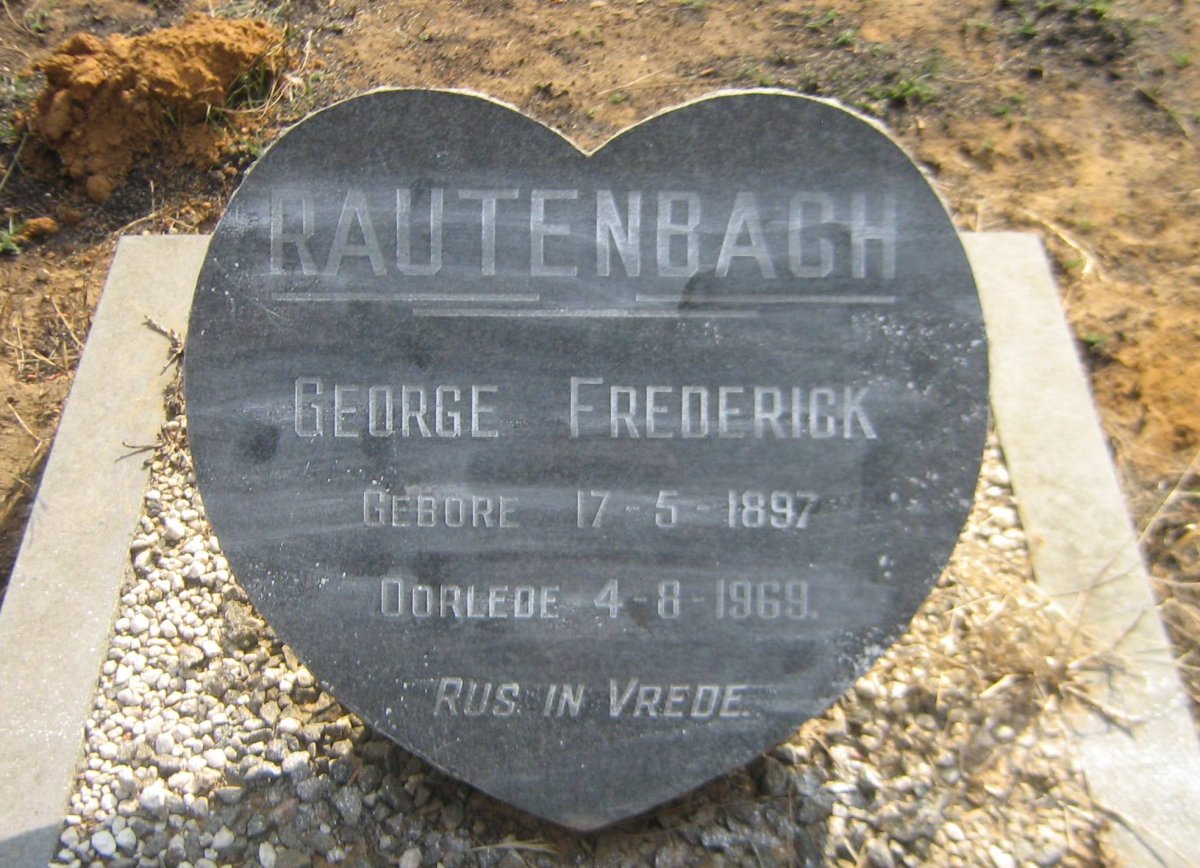 RAUTENBACH
GEORGE FREDERICK
GEBORE 17-5-1897
OORLEDE 4-8-1969.
RUS IN VREDE.